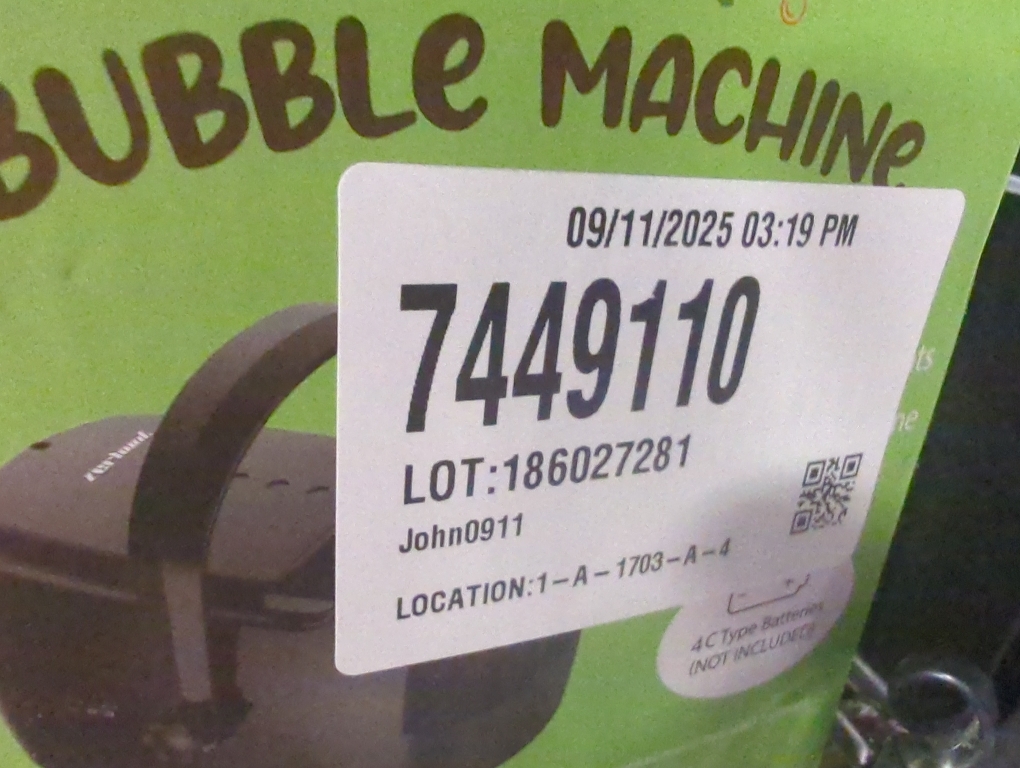 BUBBLe MACHINe
09/11/2025 03:19 PM
7449110
LOT:186027281
John0911
LOCATION:1-A-1703-A-4
4 C Type Batteries
(NOT INCLUDED)